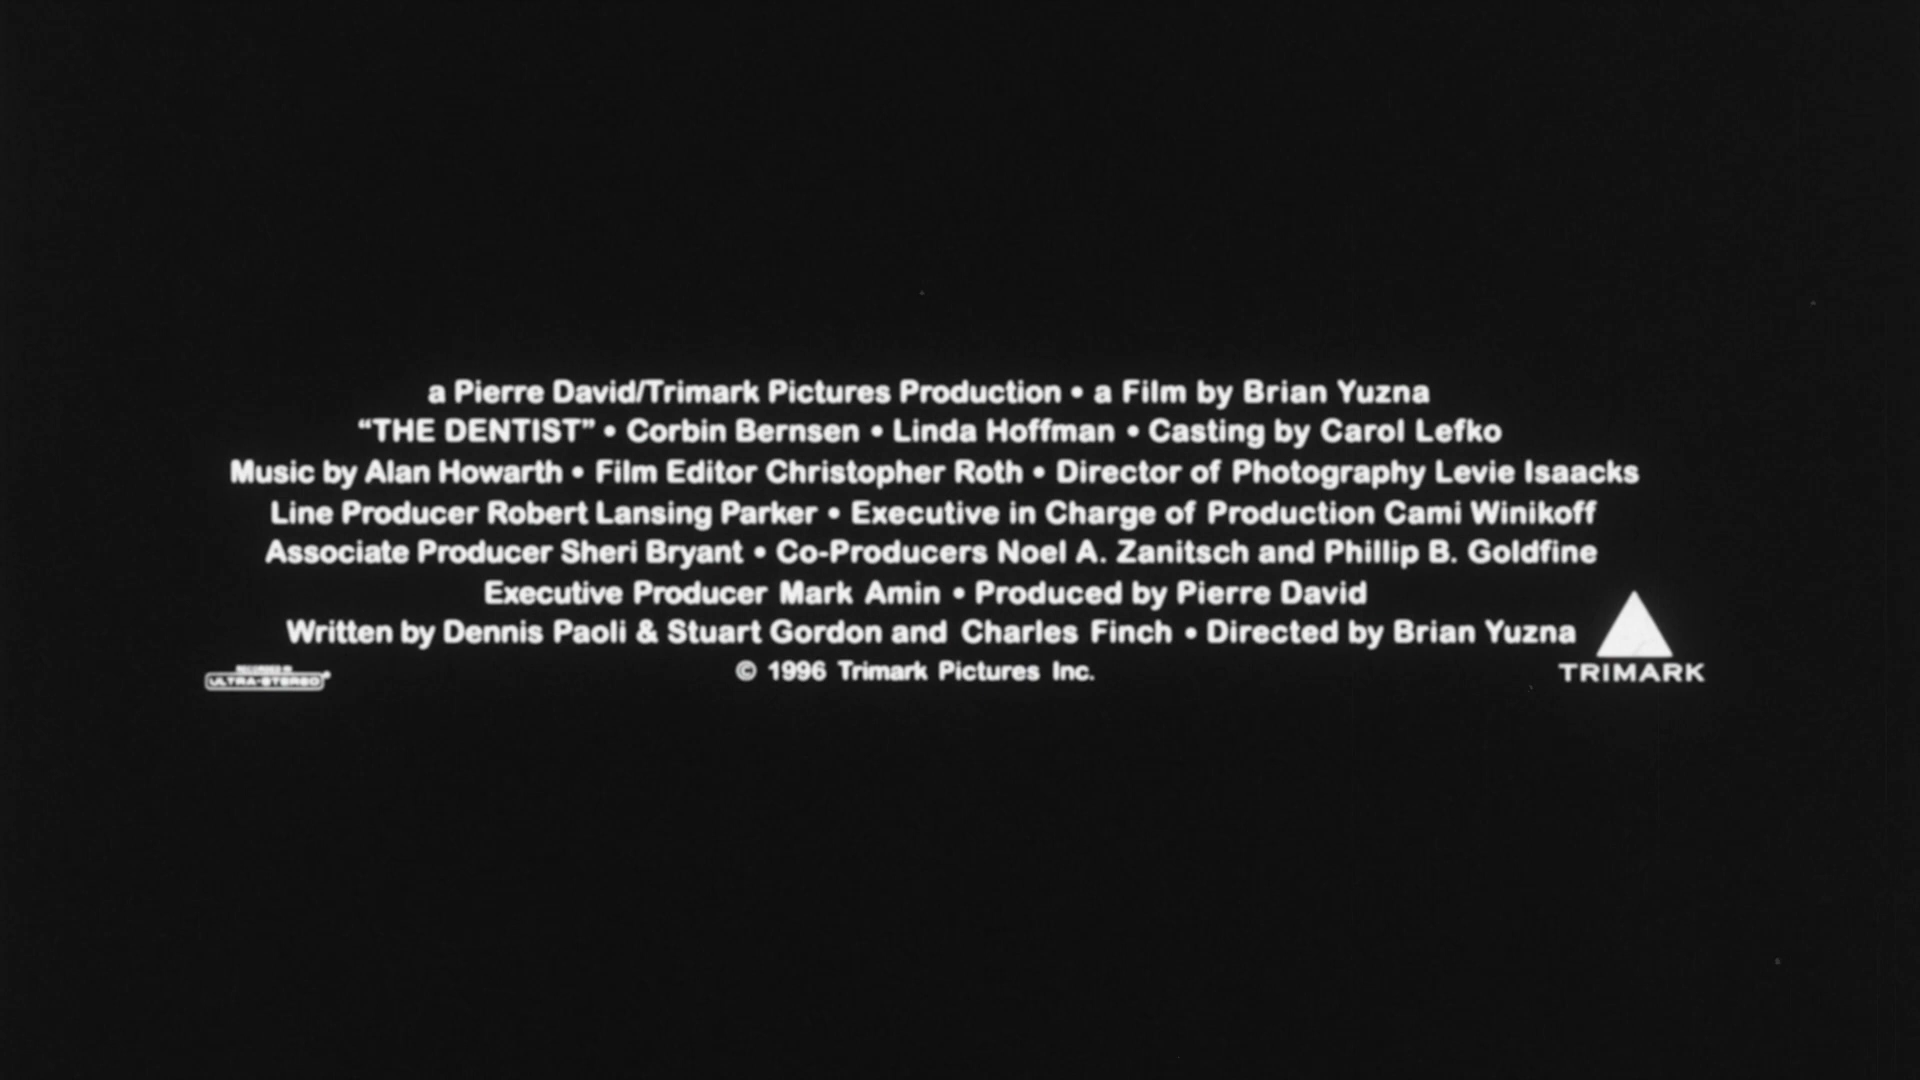 a Pierre David/Trimark Pictures Production • a Film by Brian Yuzna
“THE DENTIST” • Corbin Bernsen • Linda Hoffman • Casting by Carol Lefko
Music by Alan Howarth • Film Editor Christopher Roth • Director of Photography Levie Isaacks
Line Producer Robert Lansing Parker • Executive in Charge of Production Cami Winikoff
Associate Producer Sheri Bryant • Co-Producers Noel A. Zanitsch and Phillip B. Goldfine
Executive Producer Mark Amin • Produced by Pierre David
Written by Dennis Paoli & Stuart Gordon and Charles Finch • Directed by Brian Yuzna
ULTRA-STEREO
© 1996 Trimark Pictures Inc.
TRIMARK